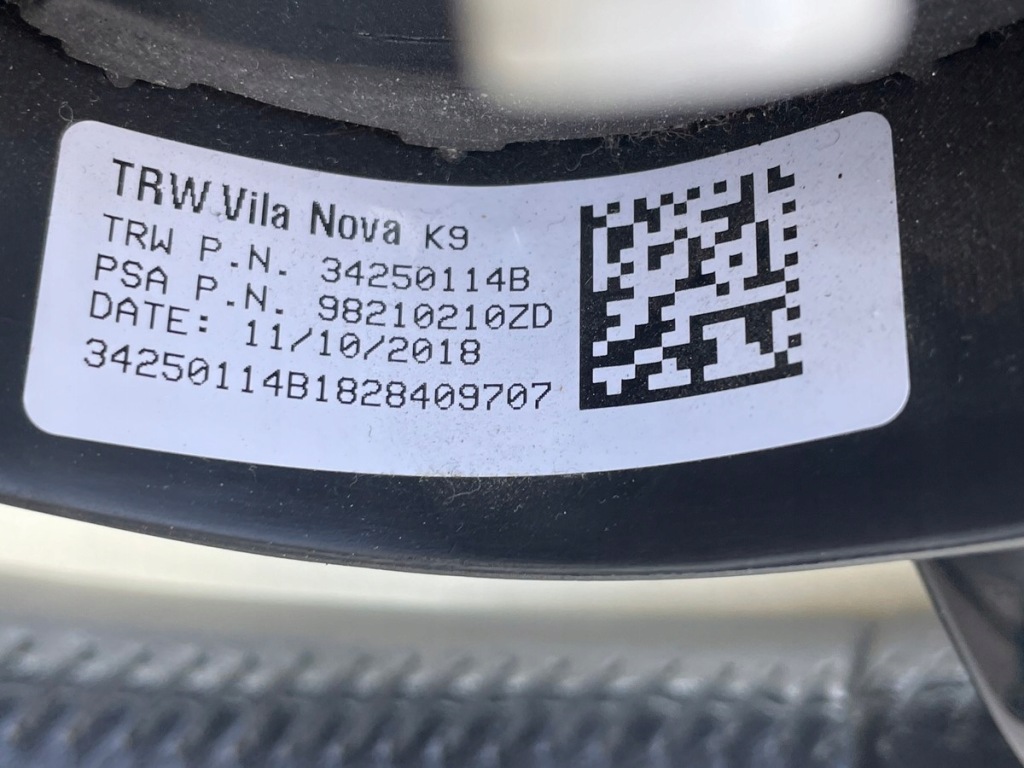 TRW Vila Nova K9
TRW P.N. 34250114B
PSA P.N. 98210210ZD
DATE: 11/10/2018
34250114B1828409707